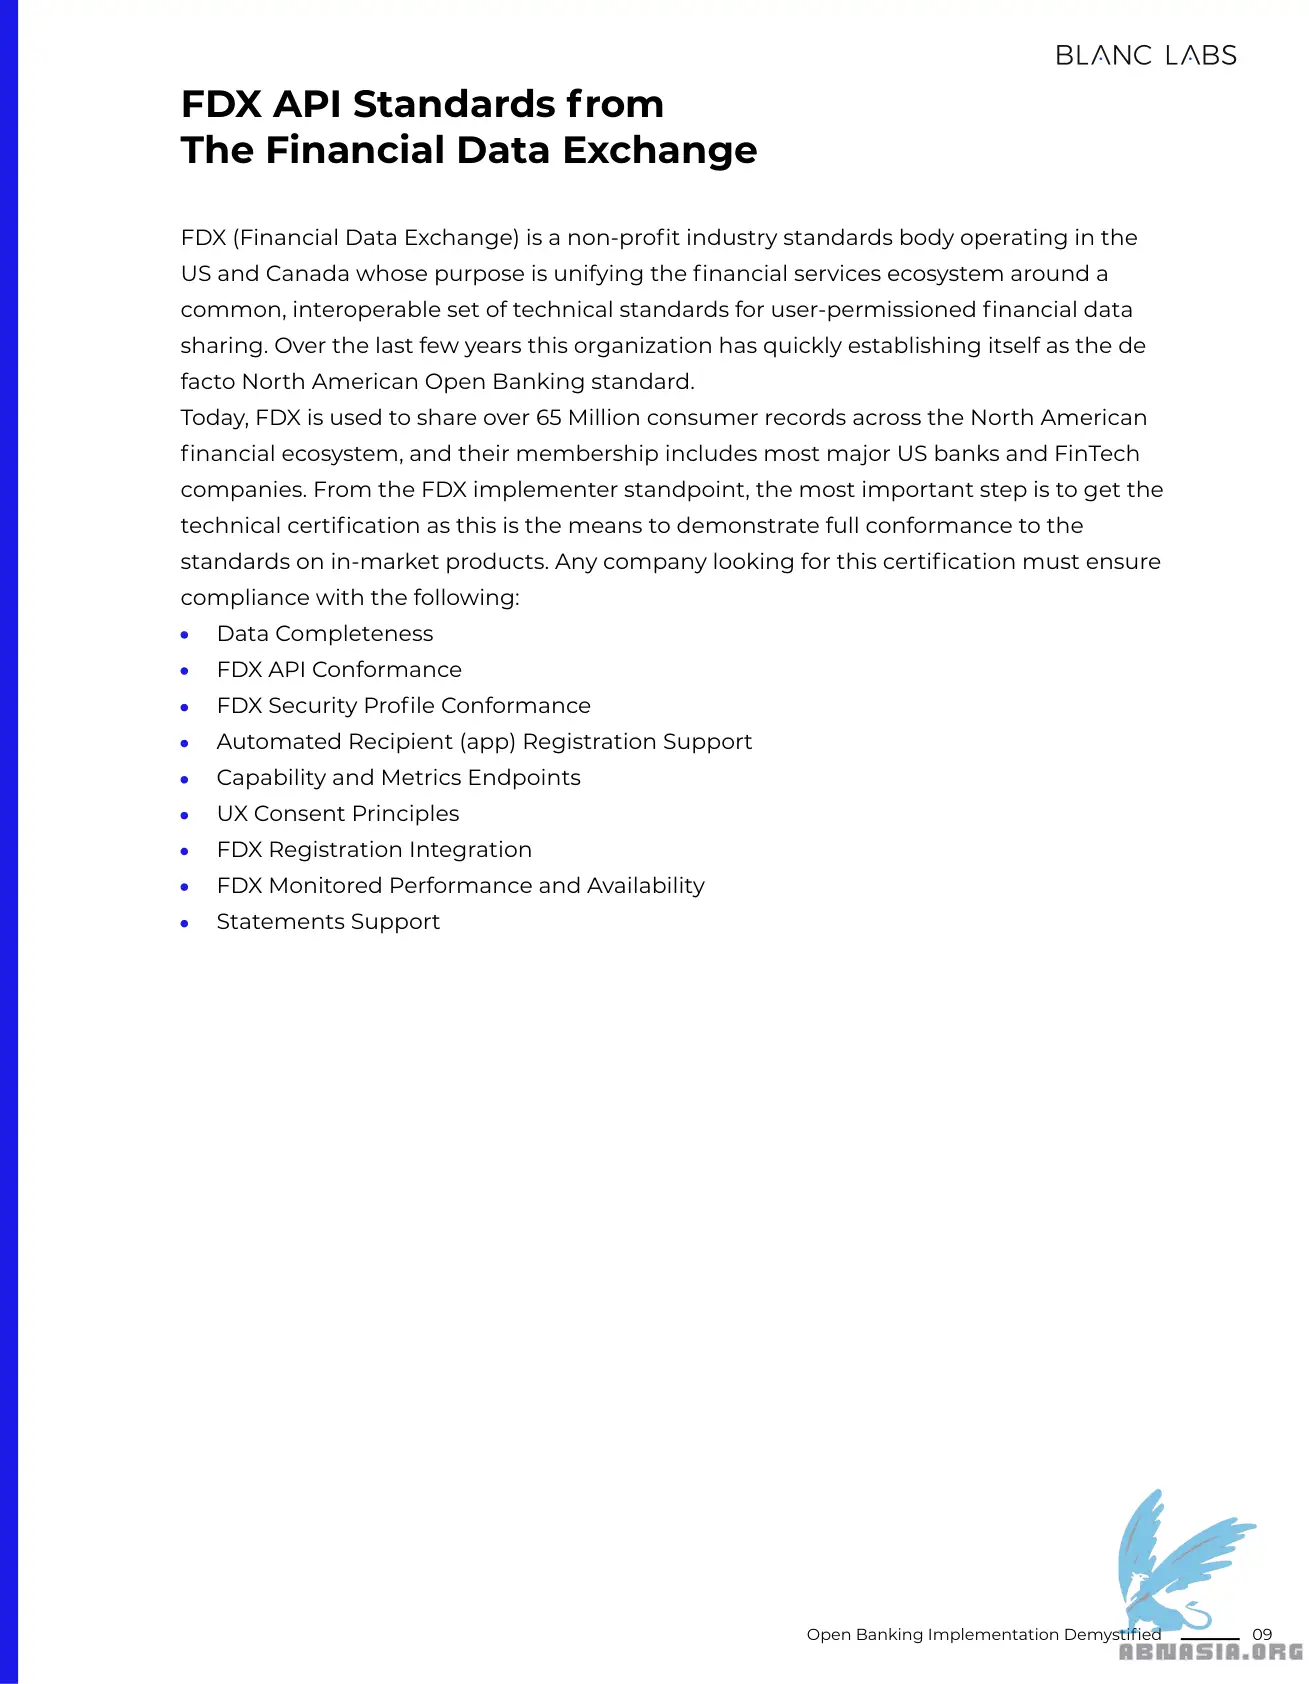 BLANC LABS
FDX API Standards from
The Financial Data Exchange
FDX (Financial Data Exchange) is a non-profit industry standards body operating in the
US and Canada whose purpose is unifying the financial services ecosystem around a
common, interoperable set of technical standards for user-permissioned financial data
sharing. Over the last few years this organization has quickly establishing itself as the de
facto North American Open Banking standard.
Today, FDX is used to share over 65 Million consumer records across the North American
financial ecosystem, and their membership includes most major US banks and FinTech
companies. From the FDX implementer standpoint, the most important step is to get the
technical certification as this is the means to demonstrate full conformance to the
standards on in-market products. Any company looking for this certification must ensure
compliance with the following:
• Data Completeness
• FDX API Conformance
• FDX Security Profile Conformance
• Automated Recipient (app) Registration Support
• Capability and Metrics Endpoints
• UX Consent Principles
• FDX Registration Integration
• FDX Monitored Performance and Availability
• Statements Support
Open Banking Implementation Demystified 09
ABNASIA.ORG